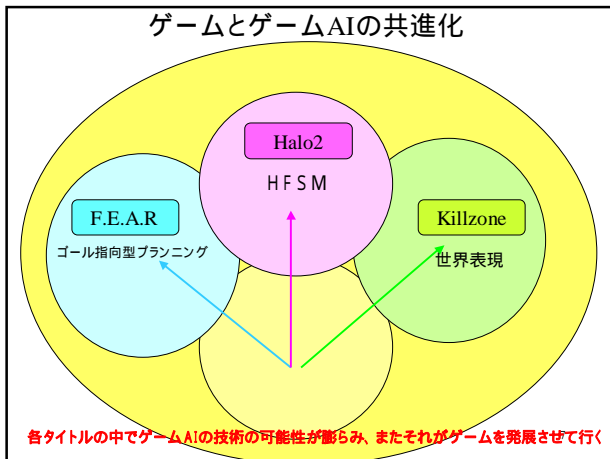 ゲームとゲームAIの共進化
Halo2
HFSM
F.E.A.R
ゴール指向型プランニング
Killzone
世界表現
各タイトルの中でゲームAIの技術の可能性が膨らみ、またそれがゲームを発展させて行く